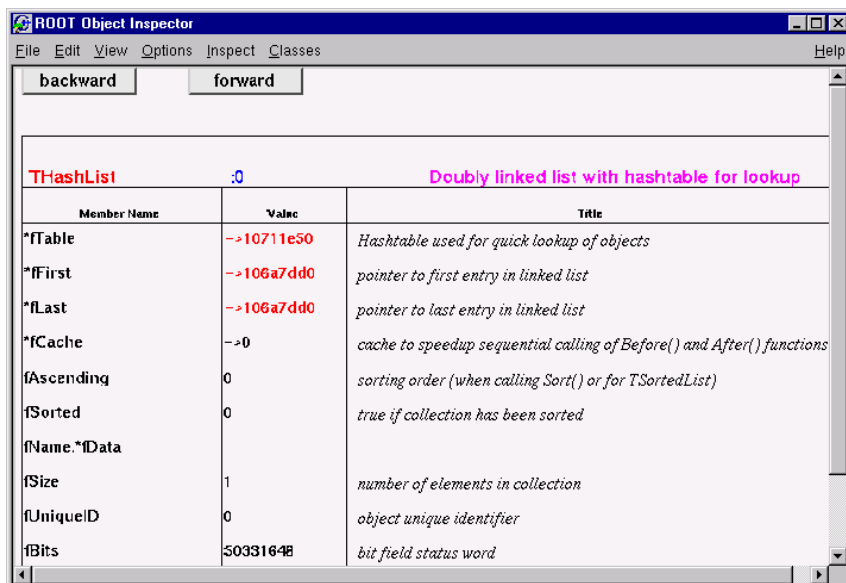 ROOT Object Inspector
File Edit View Options Inspect Classes Help
backward forward
THashList :0 Doubly linked list with hashtable for lookup
Member Name Value Title
*fTable ->10711e50 Hashtable used for quick lookup of objects
*fFirst ->106a7dd0 pointer to first entry in linked list
*fLast ->106a7dd0 pointer to last entry in linked list
*fCache ->0 cache to speedup sequential calling of Before() and After() functions
fAscending 0 sorting order (when calling Sort() or for TSortedList)
fSorted 0 true if collection has been sorted
fName.*fData
fSize 1 number of elements in collection
fUniqueID 0 object unique identifier
fBits 50331648 bit field status word